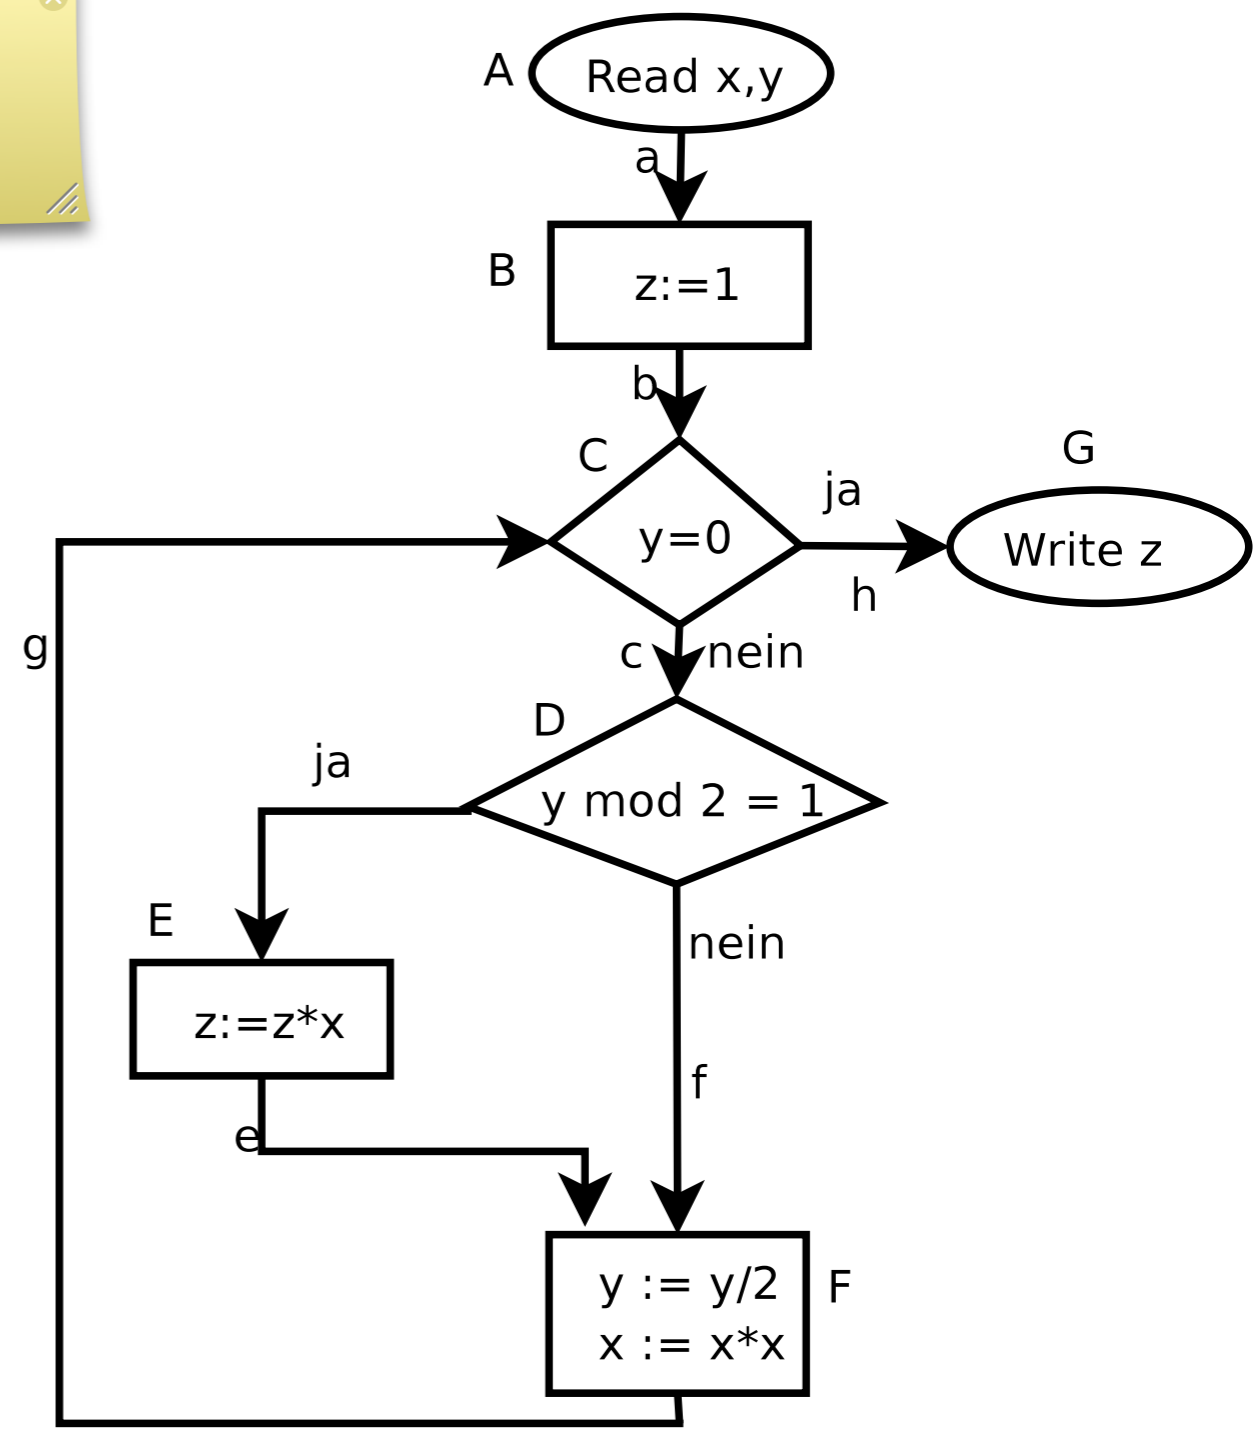 A
Read x,y
a
B
z:=1
b
C
y=0
ja
h
G
Write z
g
c
nein
D
y mod 2 = 1
ja
E
z:=z*x
e
nein
f
y := y/2
x := x*x
F